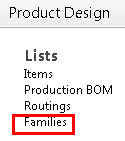 Product Design
Lists
Items
Production BOM
Routings
Families